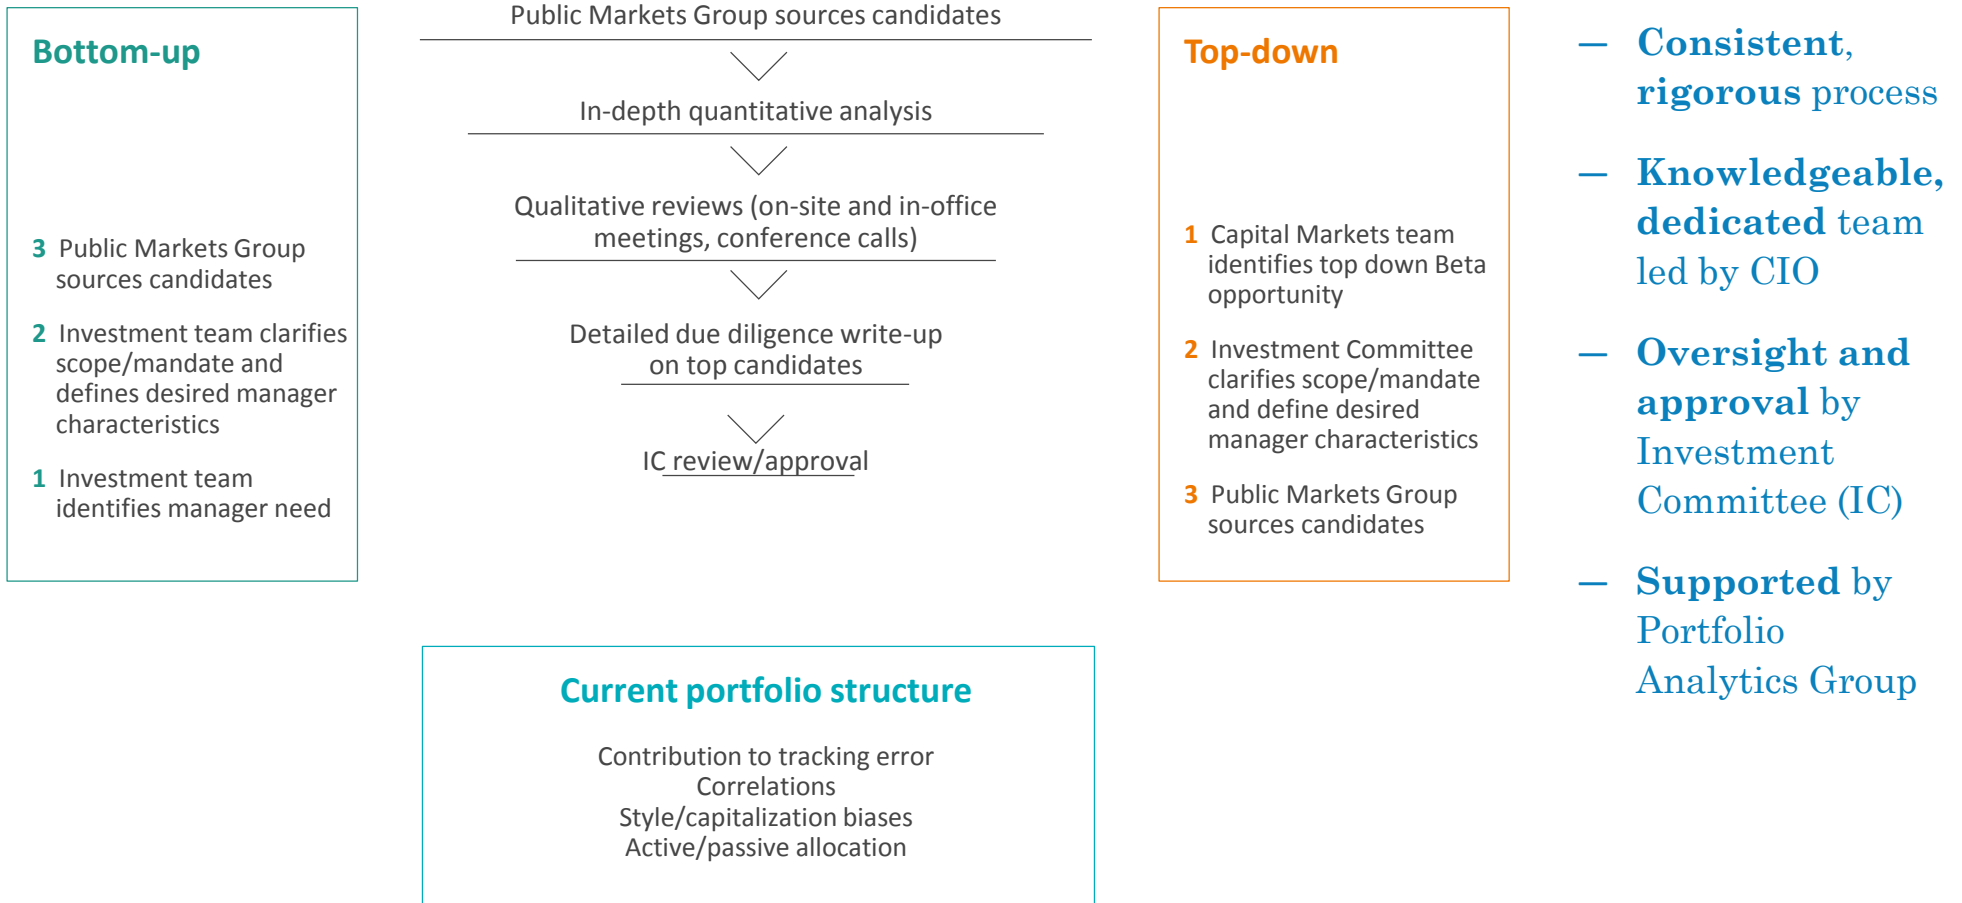 Bottom-up
3 Public Markets Group
sources candidates
2 Investment team clarifies
scope/mandate and
defines desired manager
characteristics
1 Investment team
identifies manager need
Public Markets Group sources candidates
In-depth quantitative analysis
Qualitative reviews (on-site and in-office
meetings, conference calls)
Detailed due diligence write-up
on top candidates
IC review/approval
Top-down
1 Capital Markets team
identifies top down Beta
opportunity
2 Investment Committee
clarifies scope/mandate
and define desired
manager characteristics
3 Public Markets Group
sources candidates
— Consistent,
rigorous process
— Knowledgeable,
dedicated team
led by CIO
— Oversight and
approval by
Investment
Committee (IC)
— Supported by
Portfolio
Analytics Group
Current portfolio structure
Contribution to tracking error
Correlations
Style/capitalization biases
Active/passive allocation